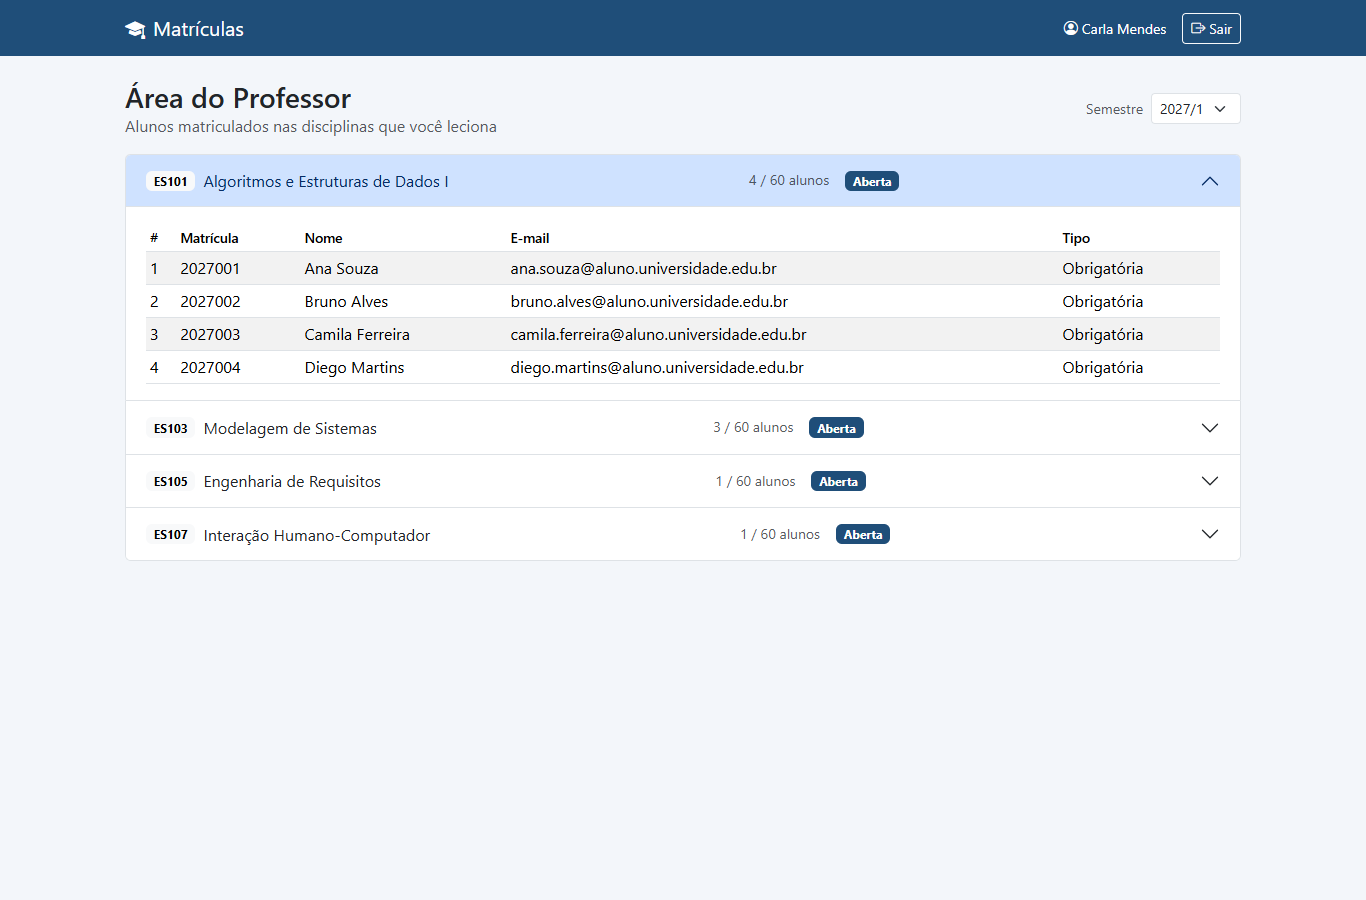 Matrículas
Carla Mendes
Sair
Área do Professor
Alunos matriculados nas disciplinas que você leciona
Semestre 2027/1
ES101 Algoritmos e Estruturas de Dados I 4 / 60 alunos Aberta
# Matrícula Nome E-mail Tipo
1 2027001 Ana Souza ana.souza@aluno.universidade.edu.br Obrigatória
2 2027002 Bruno Alves bruno.alves@aluno.universidade.edu.br Obrigatória
3 2027003 Camila Ferreira camila.ferreira@aluno.universidade.edu.br Obrigatória
4 2027004 Diego Martins diego.martins@aluno.universidade.edu.br Obrigatória
ES103 Modelagem de Sistemas 3 / 60 alunos Aberta
ES105 Engenharia de Requisitos 1 / 60 alunos Aberta
ES107 Interação Humano-Computador 1 / 60 alunos Aberta